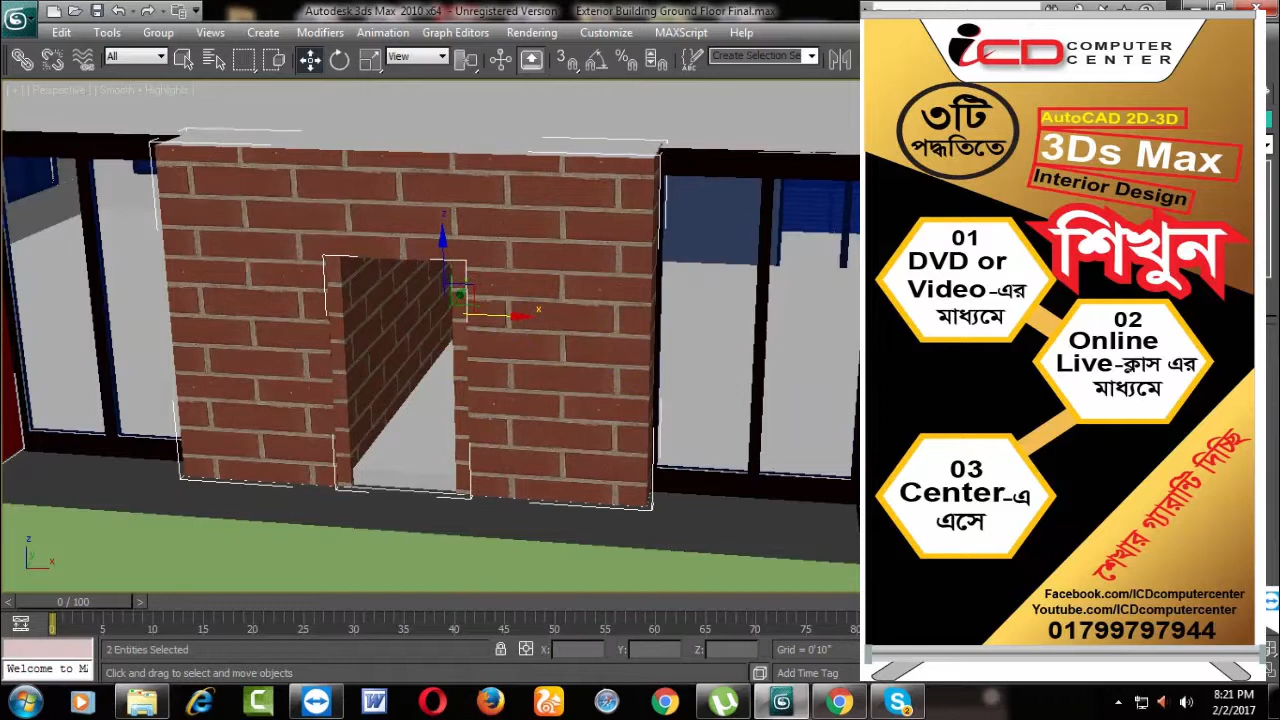 Autodesk 3ds Max 2010 x64 - Unregistered Version Exterior Building Ground Floor Final.max
Edit Tools Group Views Create Modifiers Animation Graph Editors Rendering Customize MAXScript Help
All
View
Create Selection Se
[ + ] [ Perspective ] [ Smooth + Highlights ]
z
x
z
y
x
0 / 100
0 5 10 15 20 25 30 35 40 45 50 55 60 65 70 75 80
2 Entities Selected
X: Y: Z: Grid = 0'10"
Welcome to M
Click and drag to select and move objects
Add Time Tag
8:21 PM
2/2/2017
iCD COMPUTER
CENTER
৩টি
পদ্ধতিতে
AutoCAD 2D-3D
3Ds Max
Interior Design
শিখুন
01
DVD or
Video-এর
মাধ্যমে
02
Online
Live-ক্লাস এর
মাধ্যমে
03
Center-এ
এসে
শেখার গ্যারান্টি দিচ্ছি
Facebook.com/ICDcomputercenter
Youtube.com/ICDcomputercenter
01799797944